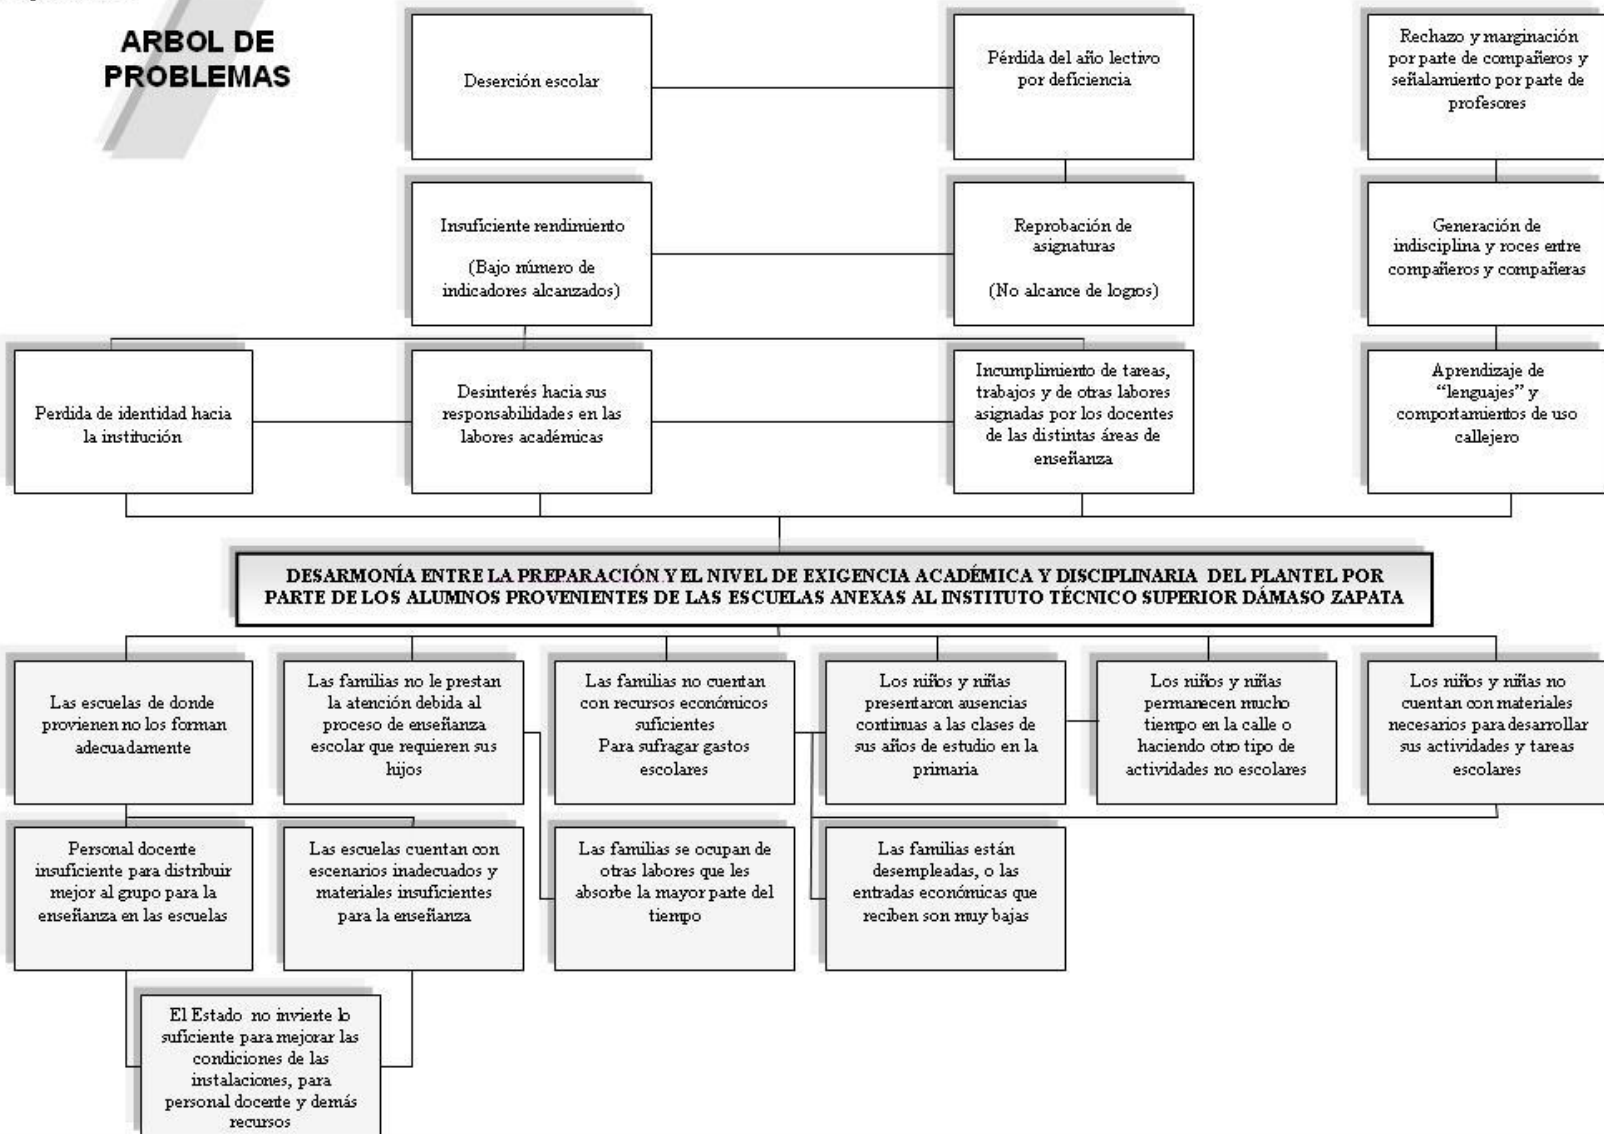 ARBOL DE
PROBLEMAS
Deserción escolar
Pérdida del año lectivo
por deficiencia
Rechazo y marginación
por parte de compañeros y
señalamiento por parte de
profesores
Insuficiente rendimiento
(Bajo número de
indicadores alcanzados)
Reprobación de
asignaturas
(No alcance de logros)
Generación de
indisciplina y roces entre
compañeros y compañeras
Perdida de identidad hacia
la institución
Desinterés hacia sus
responsabilidades en las
labores académicas
Incumplimiento de tareas,
trabajos y de otras labores
asignadas por los docentes
de las distintas áreas de
enseñanza
Aprendizaje de
“lenguajes” y
comportamientos de uso
callejero
DESARMONÍA ENTRE LA PREPARACIÓN Y EL NIVEL DE EXIGENCIA ACADÉMICA Y DISCIPLINARIA DEL PLANTEL POR
PARTE DE LOS ALUMNOS PROVENIENTES DE LAS ESCUELAS ANEXAS AL INSTITUTO TÉCNICO SUPERIOR DÁMASO ZAPATA
Las escuelas de donde
provienen no los forman
adecuadamente
Las familias no le prestan
la atención debida al
proceso de enseñanza
escolar que requieren sus
hijos
Las familias no cuentan
con recursos económicos
suficientes
Para sufragar gastos
escolares
Los niños y niñas
presentaron ausencias
continuas a las clases de
sus años de estudio en la
primaria
Los niños y niñas
permanecen mucho
tiempo en la calle o
haciendo otro tipo de
actividades no escolares
Los niños y niñas no
cuentan con materiales
necesarios para desarrollar
sus actividades y tareas
escolares
Personal docente
insuficiente para distribuir
mejor al grupo para la
enseñanza en las escuelas
Las escuelas cuentan con
escenarios inadecuados y
materiales insuficientes
para la enseñanza
Las familias se ocupan de
otras labores que les
absorbe la mayor parte del
tiempo
Las familias están
desempleadas, o las
entradas económicas que
reciben son muy bajas
El Estado no invierte lo
suficiente para mejorar las
condiciones de las
instalaciones, para
personal docente y demás
recursos